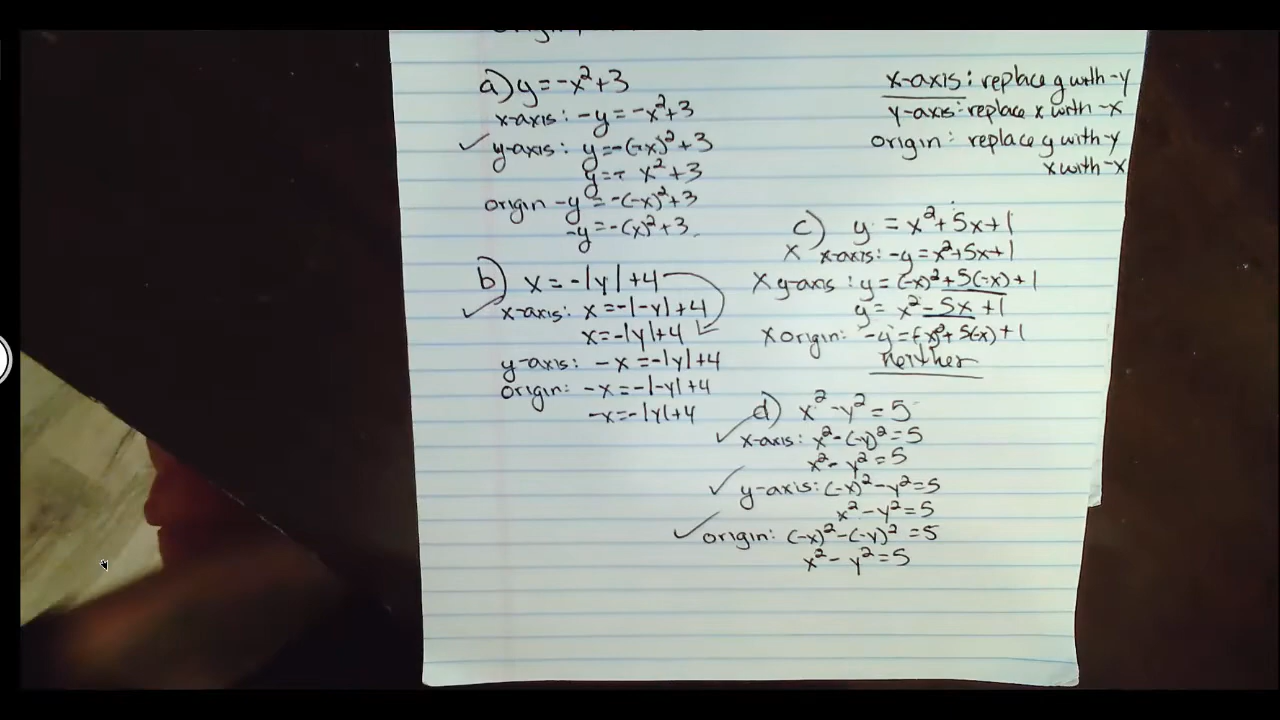 a) y = -x²+3
x-axis: -y = -x²+3
✓ y-axis: y = -(-x)²+3
y = - x²+3
origin -y = -(-x)²+3
-y = -(x)²+3
b) x = -|y|+4
✓ x-axis: x = -|-y|+4
x = -|y|+4
y-axis: -x = -|y|+4
origin: -x = -|-y|+4
-x = -|y|+4
x-axis: replace y with -y
y-axis: replace x with -x
origin: replace y with -y
x with -x
c) y = x²+5x+1
X x-axis: -y = x²+5x+1
X y-axis: y = (-x)²+5(-x)+1
y = x²-5x+1
X origin: -y = (-x)²+5(-x)+1
neither
d) x²-y²=5
✓ x-axis: x²-(-y)²=5
x²-y²=5
✓ y-axis: (-x)²-y²=5
x²-y²=5
✓ origin: (-x)²-(-y)²=5
x²-y²=5